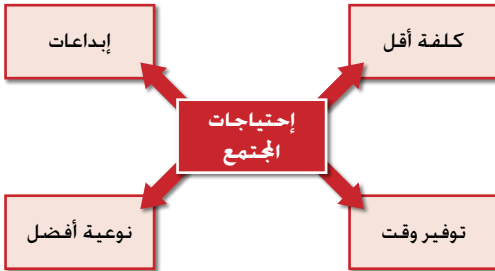 كلفة أقل
إبداعات
إحتياجات
المجتمع
توفير وقت
نوعية أفضل